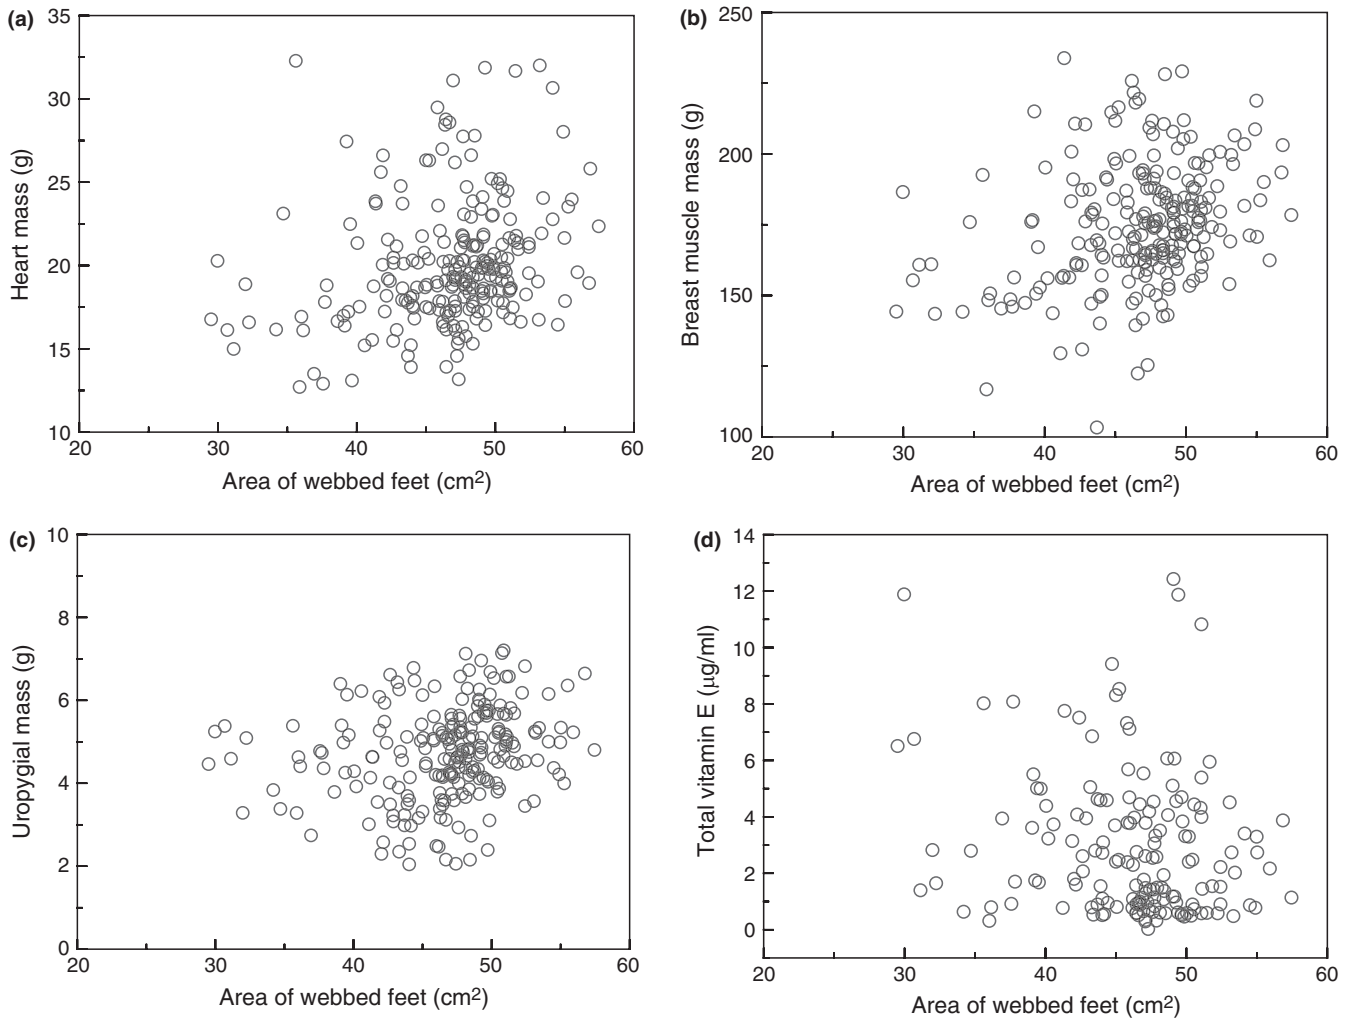 (a)
35
30
25
20
15
10
Heart mass (g)
20 30 40 50 60
Area of webbed feet (cm2)
(b)
250
200
150
100
Breast muscle mass (g)
20 30 40 50 60
Area of webbed feet (cm2)
(c)
10
8
6
4
2
0
Uropygial mass (g)
20 30 40 50 60
Area of webbed feet (cm2)
(d)
14
12
10
8
6
4
2
0
Total vitamin E (μg/ml)
20 30 40 50 60
Area of webbed feet (cm2)